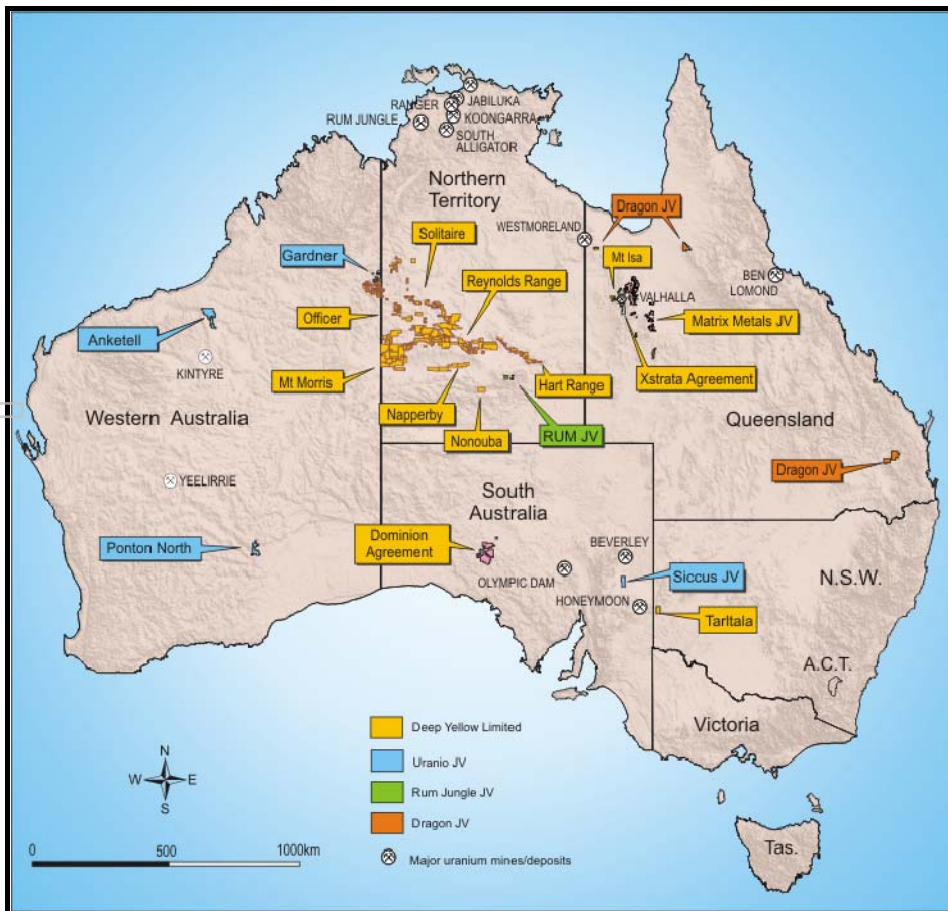 RANGER
JABILUKA
KOONGARRA
RUM JUNGLE
SOUTH
ALLIGATOR
Northern
Territory
Solitaire
WESTMORELAND
Dragon JV
Gardner
Mt Isa
Reynolds Range
BEN
LOMOND
VALHALLA
Officer
Matrix Metals JV
Anketell
KINTYRE
Mt Morris
Hart Range
Xstrata Agreement
Western Australia
Napperby
Nonouba
RUM JV
Queensland
Dragon JV
YEELIRRIE
South
Australia
Ponton North
Dominion
Agreement
BEVERLEY
OLYMPIC DAM
Siccus JV
N.S.W.
HONEYMOON
Tarltala
A.C.T.
Victoria
Deep Yellow Limited
Uranio JV
Rum Jungle JV
Dragon JV
Major uranium mines/deposits
N
W E
S
0 500 1000km
Tas.